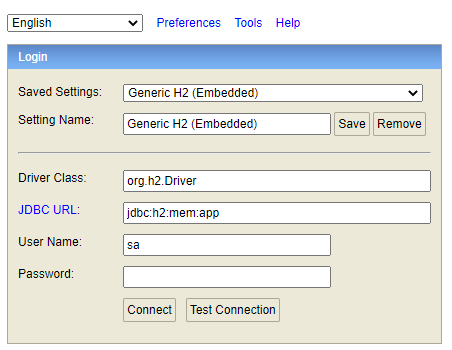 English Preferences Tools Help
Login
Saved Settings: Generic H2 (Embedded)
Setting Name: Generic H2 (Embedded) Save Remove
Driver Class: org.h2.Driver
JDBC URL: jdbc:h2:mem:app
User Name: sa
Password:
Connect Test Connection